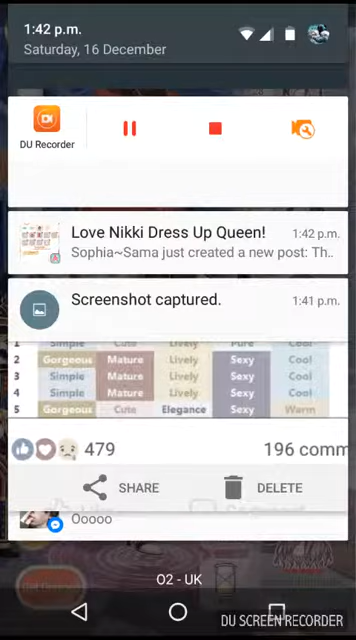 1:42 p.m.
Saturday, 16 December
DU Recorder
Love Nikki Dress Up Queen! 1:42 p.m.
Sophia~Sama just created a new post: Th..
Screenshot captured. 1:41 p.m.
1 Simple Cute Lively Pure Cool
2 Gorgeous Mature Lively Sexy Cool
3 Simple Mature Lively Sexy Cool
4 Simple Mature Lively Sexy Cool
5 Gorgeous Cute Elegance Sexy Warm
479 196 comm
SHARE DELETE
Ooooo
O2 - UK
DU SCREEN RECORDER